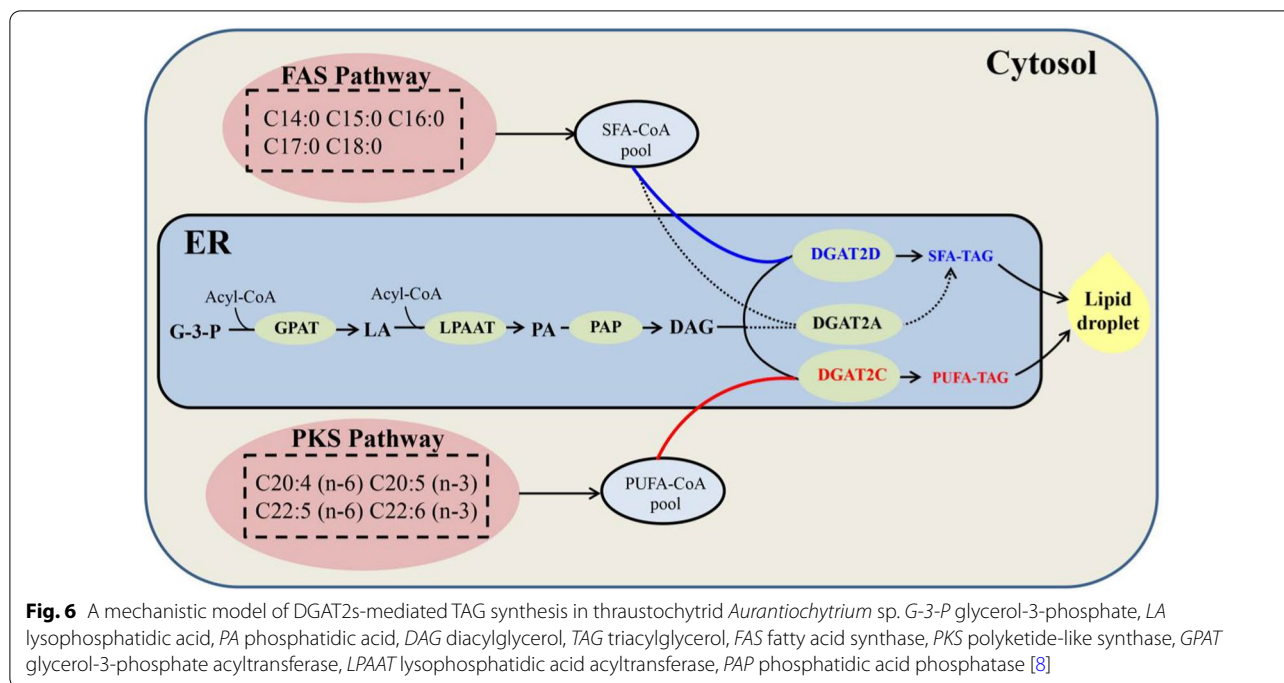 Cytosol
FAS Pathway
C14:0 C15:0 C16:0
C17:0 C18:0
SFA-CoA
pool
ER
Acyl-CoA
Acyl-CoA
G-3-P
GPAT
LA
LPAAT
PA
PAP
DAG
DGAT2D
SFA-TAG
DGAT2A
DGAT2C
PUFA-TAG
Lipid
droplet
PKS Pathway
C20:4 (n-6) C20:5 (n-3)
C22:5 (n-6) C22:6 (n-3)
PUFA-CoA
pool
Fig. 6 A mechanistic model of DGAT2s-mediated TAG synthesis in thraustochytrid Aurantiochytrium sp. G-3-P glycerol-3-phosphate, LA
lysophosphatidic acid, PA phosphatidic acid, DAG diacylglycerol, TAG triacylglycerol, FAS fatty acid synthase, PKS polyketide-like synthase, GPAT
glycerol-3-phosphate acyltransferase, LPAAT lysophosphatidic acid acyltransferase, PAP phosphatidic acid phosphatase [8]